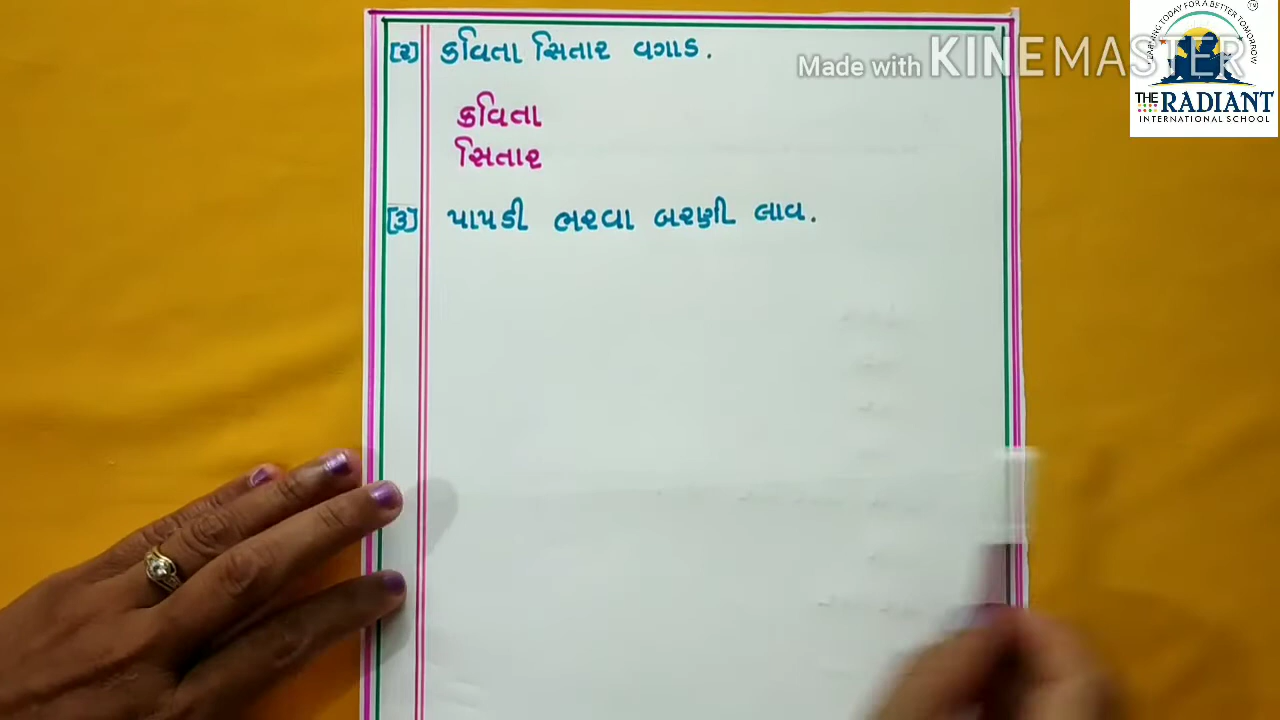 [૨] કવિતા સિતાર વગાડ.
કવિતા
સિતાર
[૩] પાપડી ભરવા બરણી લાવ.
Made with KINEMASTER
THE RADIANT
INTERNATIONAL SCHOOL